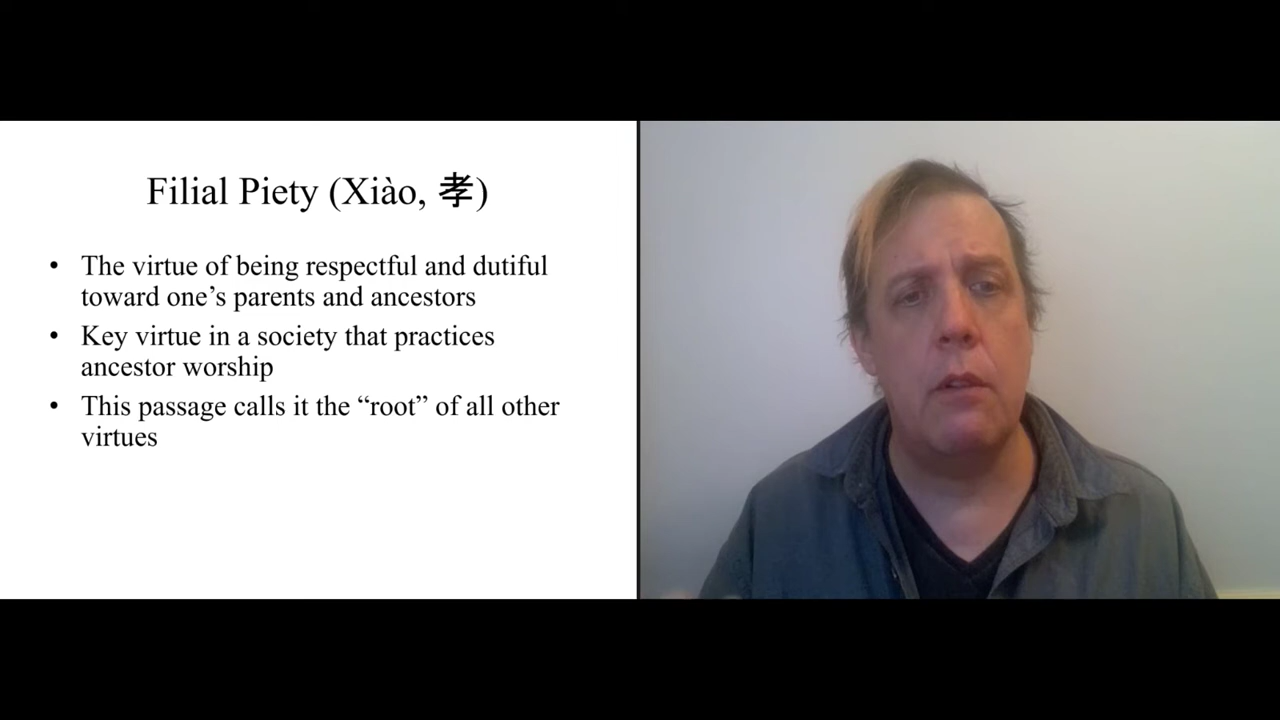 Filial Piety (Xiào, 孝)
• The virtue of being respectful and dutiful
toward one’s parents and ancestors
• Key virtue in a society that practices
ancestor worship
• This passage calls it the “root” of all other
virtues